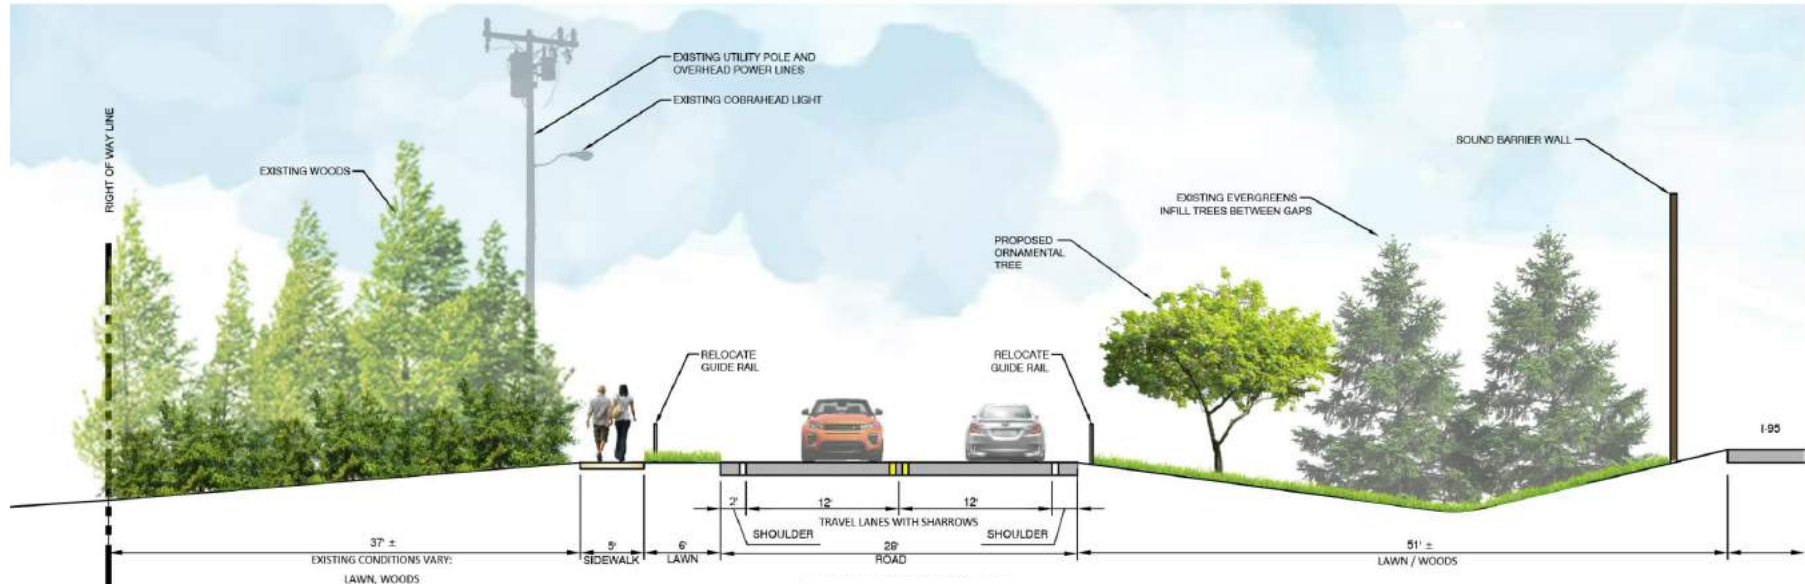 RIGHT OF WAY LINE
EXISTING WOODS
EXISTING UTILITY POLE AND
OVERHEAD POWER LINES
EXISTING COBRAHEAD LIGHT
SOUND BARRIER WALL
EXISTING EVERGREENS
INFILL TREES BETWEEN GAPS
PROPOSED
ORNAMENTAL
TREE
RELOCATE
GUIDE RAIL
RELOCATE
GUIDE RAIL
I-95
2' 12' 12'
TRAVEL LANES WITH SHARROWS
SHOULDER SHOULDER
37' ± 5' 6' 28' 51' ±
EXISTING CONDITIONS VARY: SIDEWALK LAWN ROAD LAWN / WOODS
LAWN, WOODS